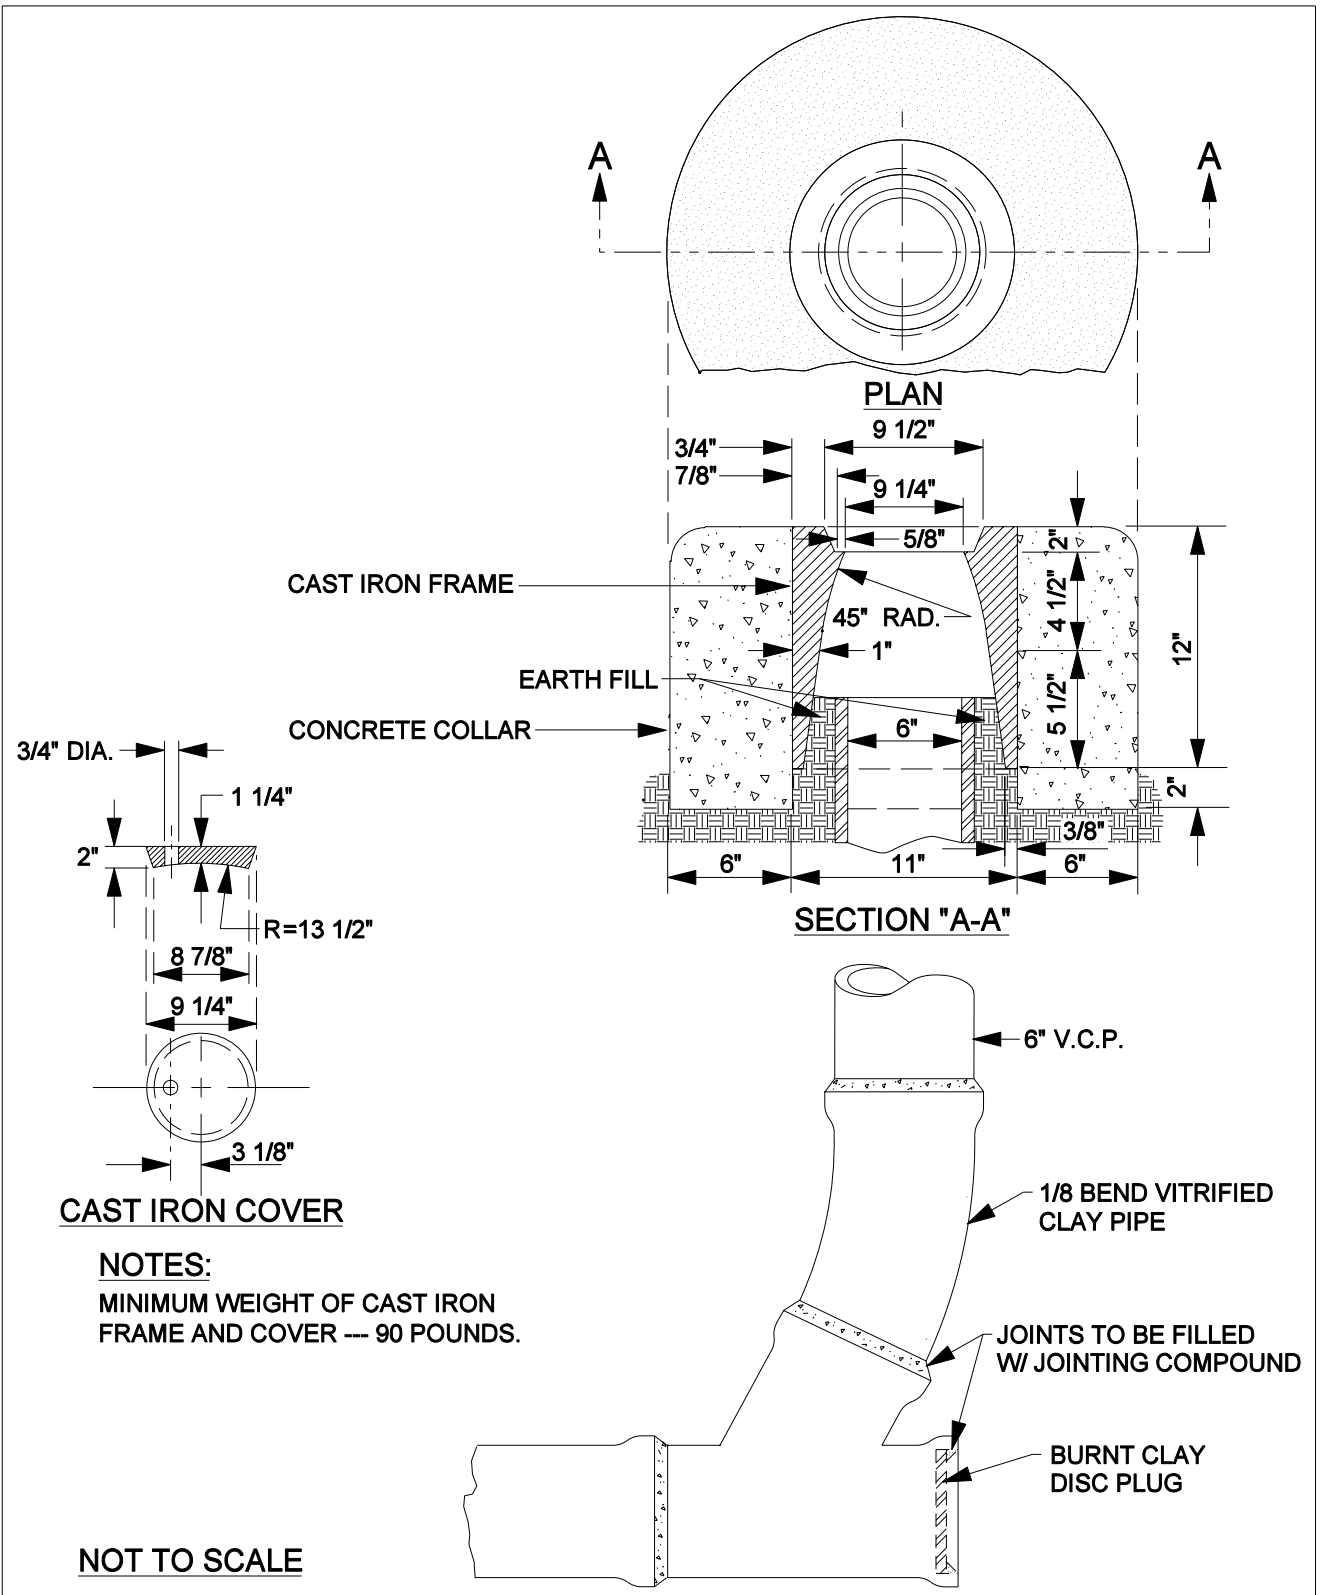 A
A
PLAN
9 1/2"
3/4"
7/8"
9 1/4"
5/8"
2"
CAST IRON FRAME
4 1/2"
45" RAD.
12"
1"
EARTH FILL
5 1/2"
CONCRETE COLLAR
6"
3/4" DIA.
1 1/4"
2"
2"
3/8"
6"
11"
6"
SECTION "A-A"
R=13 1/2"
8 7/8"
9 1/4"
6" V.C.P.
3 1/8"
CAST IRON COVER
1/8 BEND VITRIFIED
CLAY PIPE
NOTES:
MINIMUM WEIGHT OF CAST IRON
FRAME AND COVER --- 90 POUNDS.
JOINTS TO BE FILLED
W/ JOINTING COMPOUND
BURNT CLAY
DISC PLUG
NOT TO SCALE